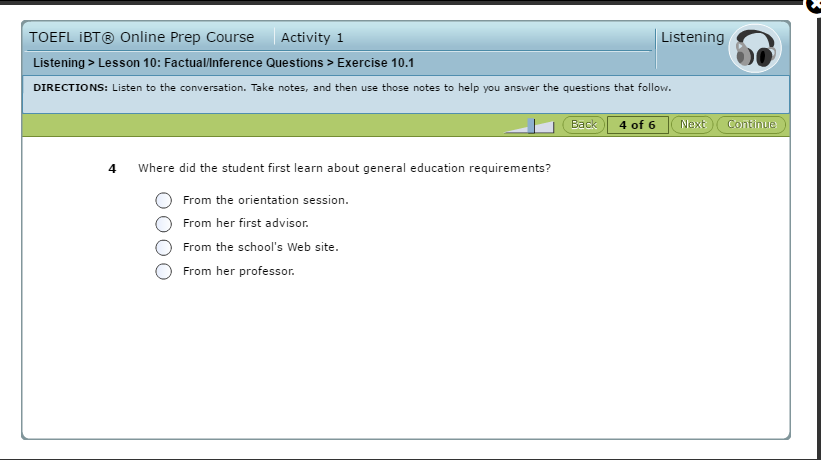 TOEFL iBT® Online Prep Course Activity 1 Listening
Listening > Lesson 10: Factual/Inference Questions > Exercise 10.1
DIRECTIONS: Listen to the conversation. Take notes, and then use those notes to help you answer the questions that follow.
Back 4 of 6 Next Continue
4 Where did the student first learn about general education requirements?
From the orientation session.
From her first advisor.
From the school's Web site.
From her professor.